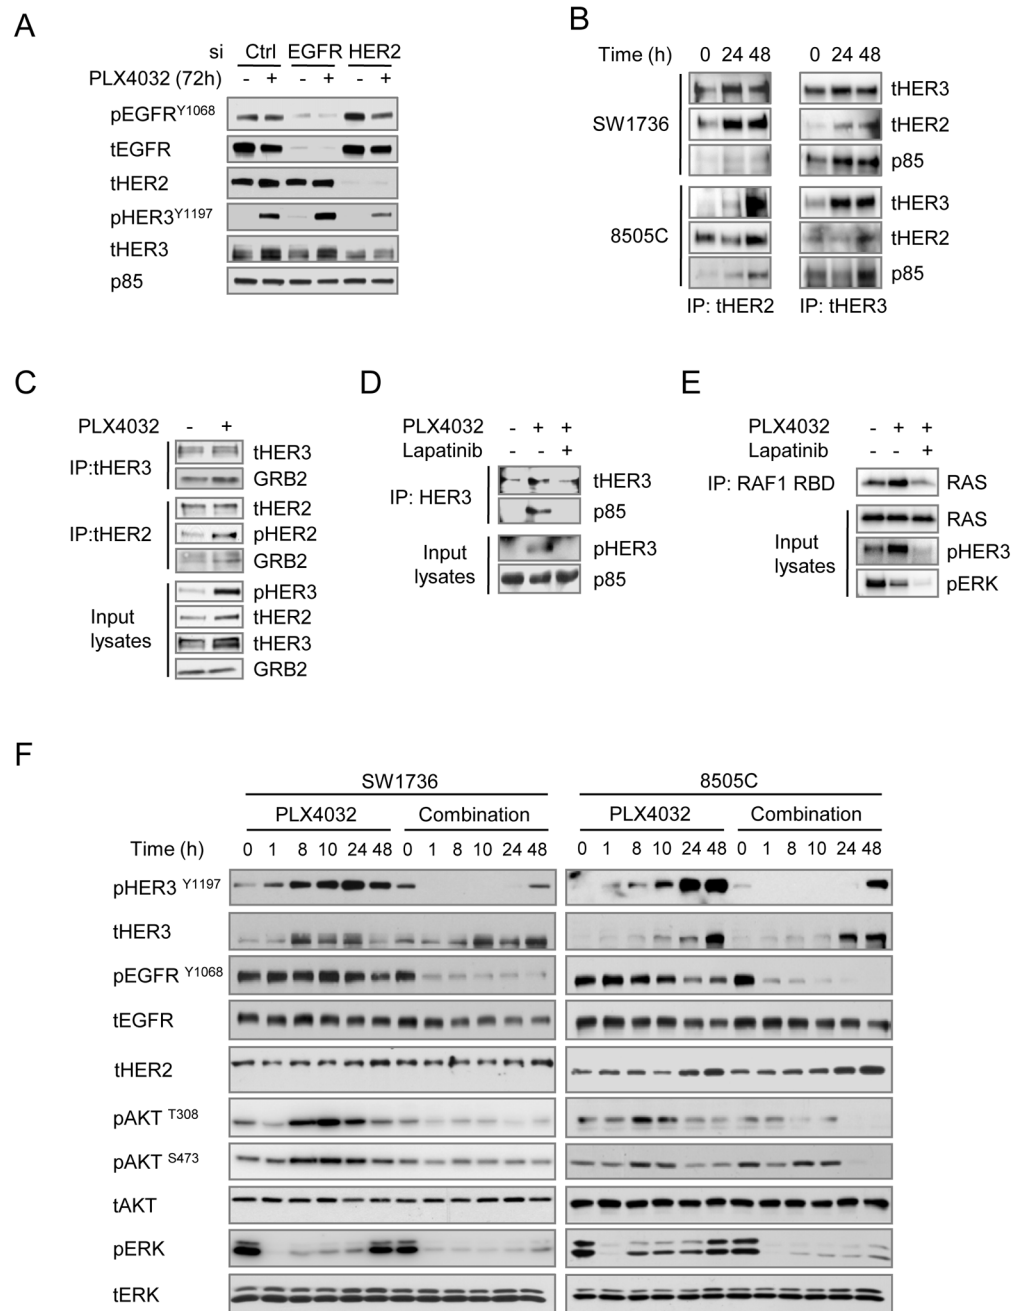 A
si Ctrl EGFR HER2
PLX4032 (72h) - + - + - +
pEGFR Y1068
tEGFR
tHER2
pHER3 Y1197
tHER3
p85
B
Time (h) 0 24 48 0 24 48
SW1736
tHER3
tHER2
p85
8505C
tHER3
tHER2
p85
IP: tHER2 IP: tHER3
C
PLX4032 - +
IP:tHER3
tHER3
GRB2
IP:tHER2
tHER2
pHER2
GRB2
Input
lysates
pHER3
tHER2
tHER3
GRB2
D
PLX4032 - + +
Lapatinib - - +
IP: HER3
tHER3
p85
Input
lysates
pHER3
p85
E
PLX4032 - + +
Lapatinib - - +
IP: RAF1 RBD RAS
Input
lysates
RAS
pHER3
pERK
F
SW1736 8505C
PLX4032 Combination PLX4032 Combination
Time (h) 0 1 8 10 24 48 0 1 8 10 24 48 0 1 8 10 24 48 0 1 8 10 24 48
pHER3 Y1197
tHER3
pEGFR Y1068
tEGFR
tHER2
pAKT T308
pAKT S473
tAKT
pERK
tERK